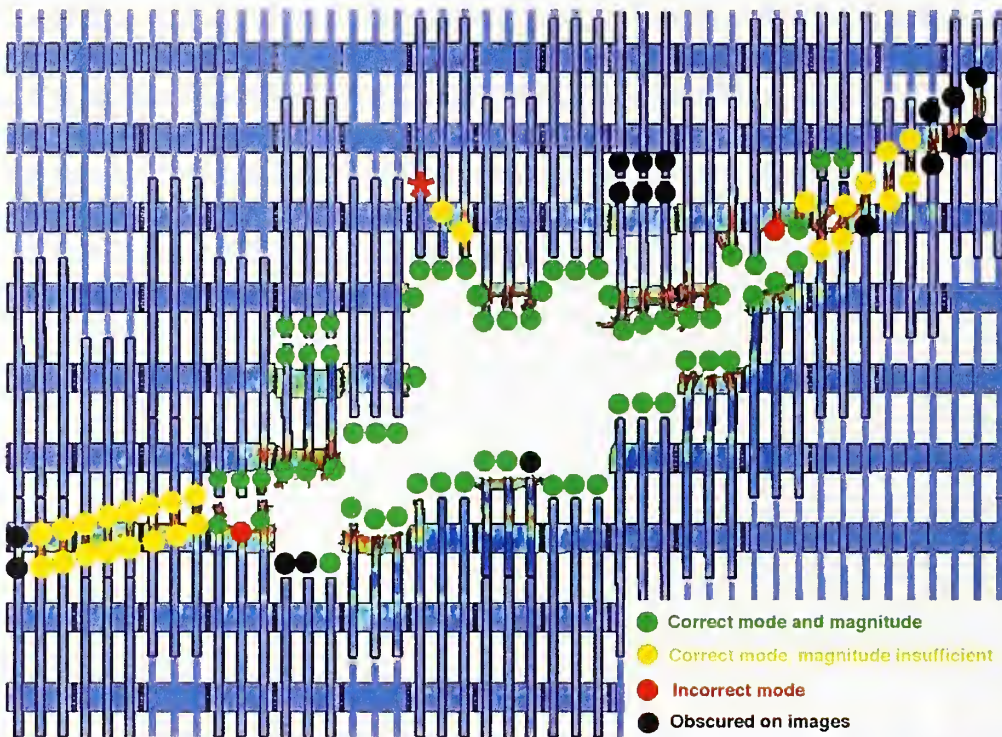 Correct mode and magnitude
Correct mode magnitude insufficient
Incorrect mode
Obscured on images